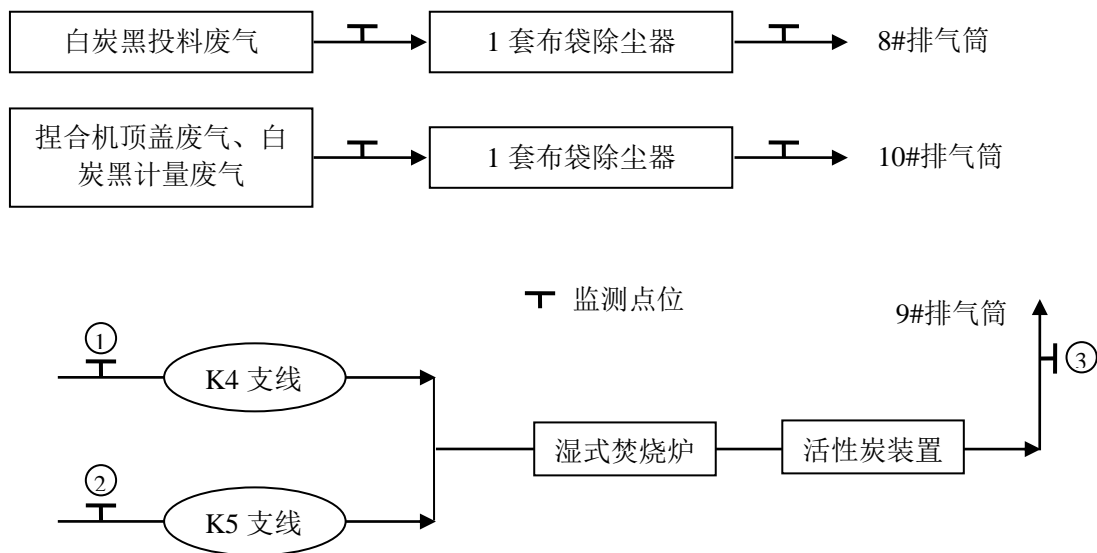 白炭黑投料废气
1 套布袋除尘器
8#排气筒
捏合机顶盖废气、白
炭黑计量废气
1 套布袋除尘器
10#排气筒
监测点位
9#排气筒
①
③
K4 支线
湿式焚烧炉
活性炭装置
②
K5 支线